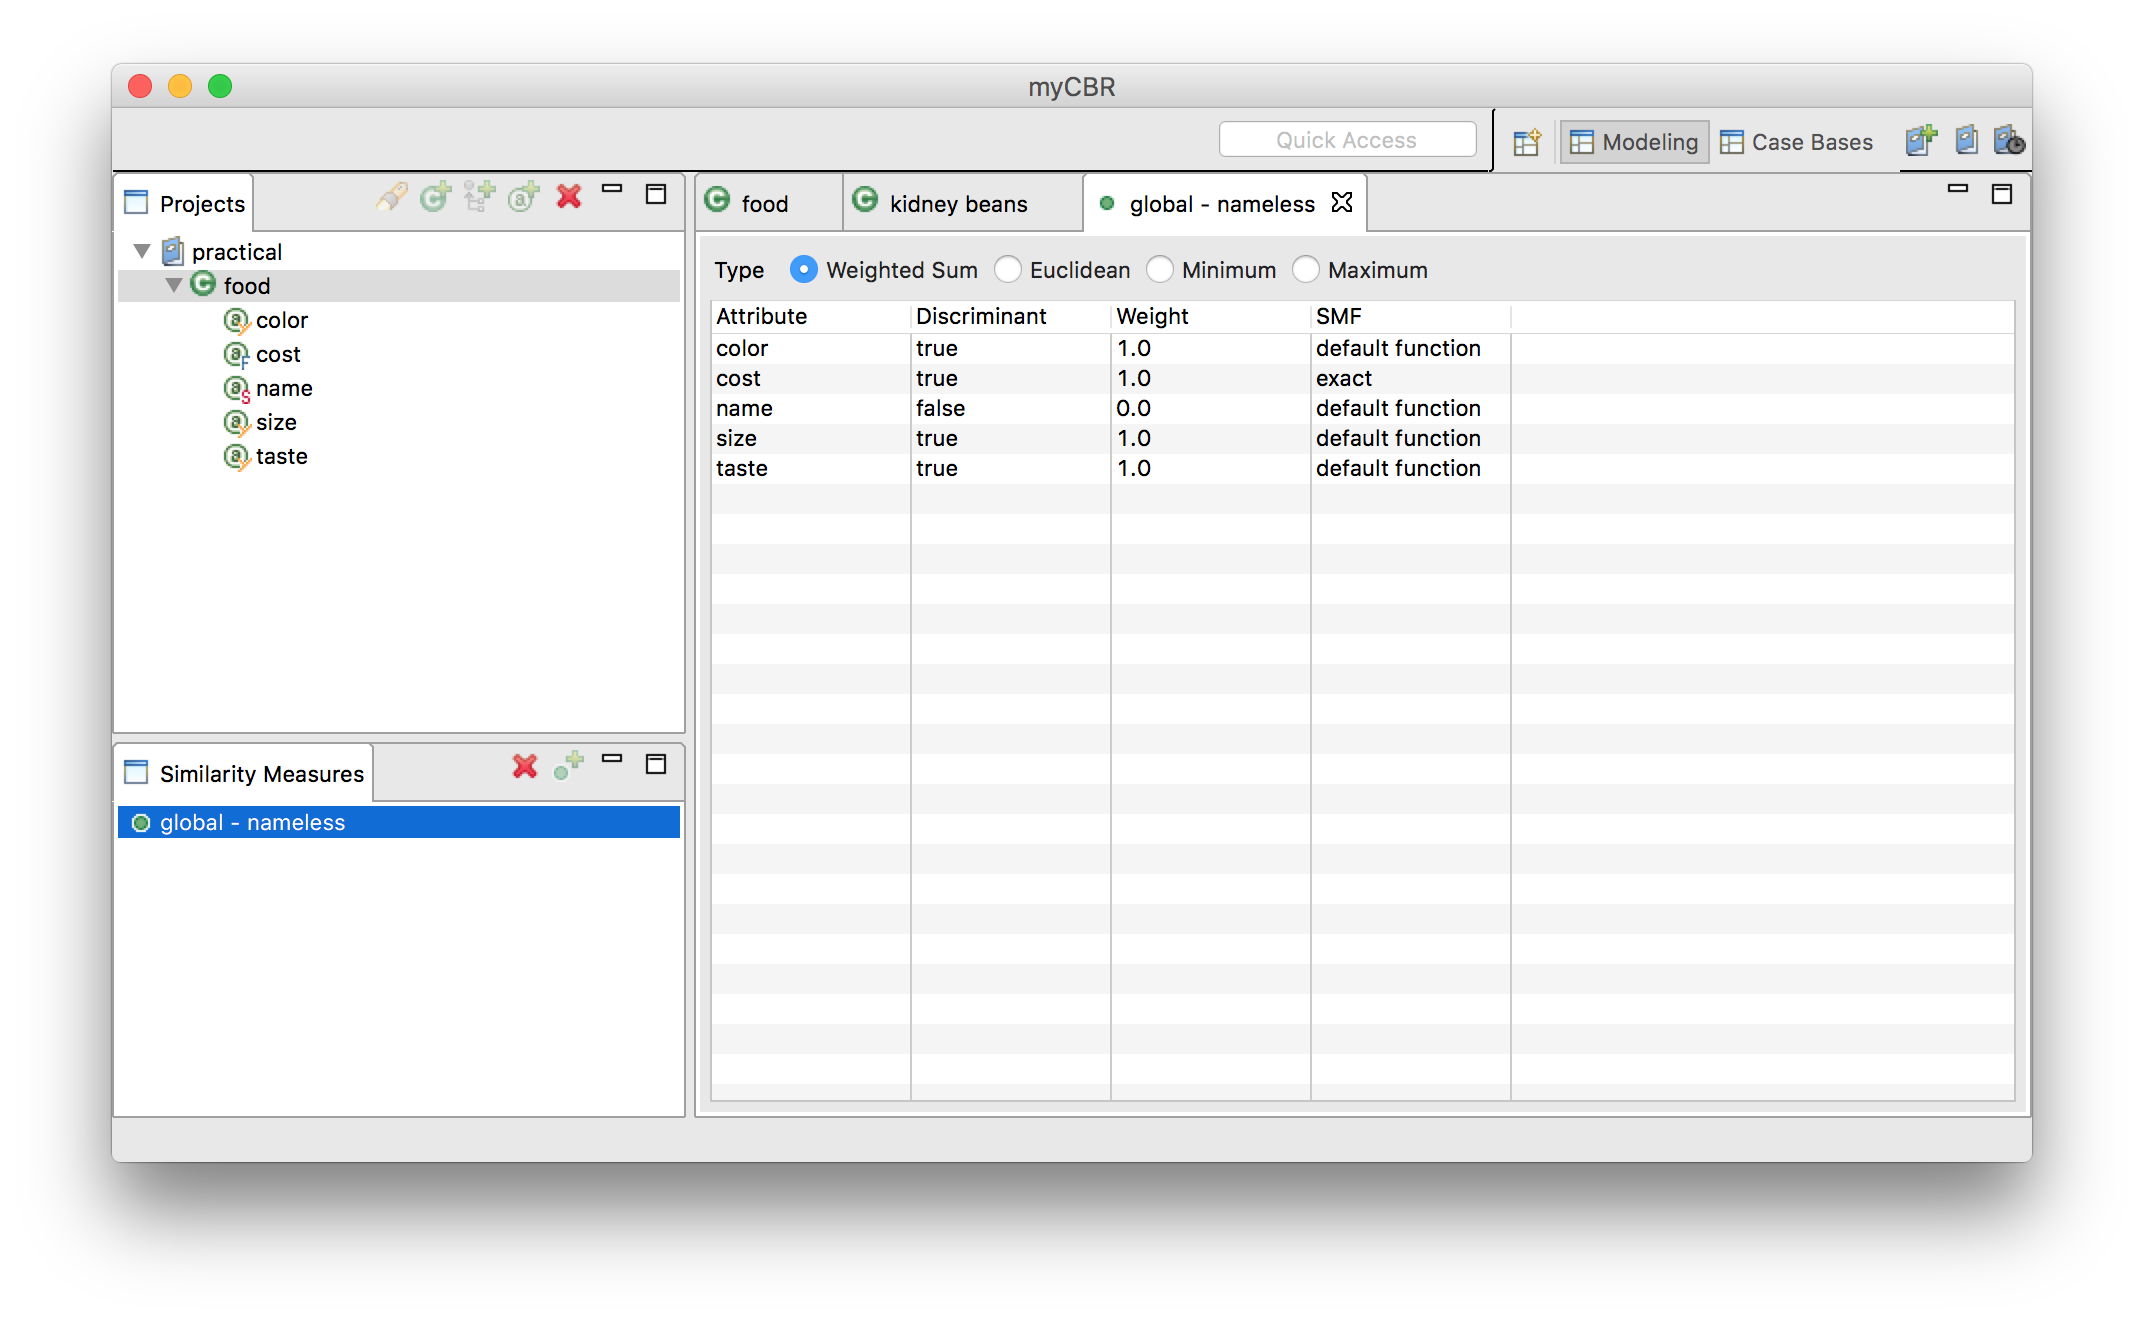 myCBR
Quick Access
Modeling
Case Bases
Projects
practical
food
color
cost
name
size
taste
Similarity Measures
global - nameless
food
kidney beans
global - nameless
Type Weighted Sum Euclidean Minimum Maximum
Attribute Discriminant Weight SMF
color true 1.0 default function
cost true 1.0 exact
name false 0.0 default function
size true 1.0 default function
taste true 1.0 default function